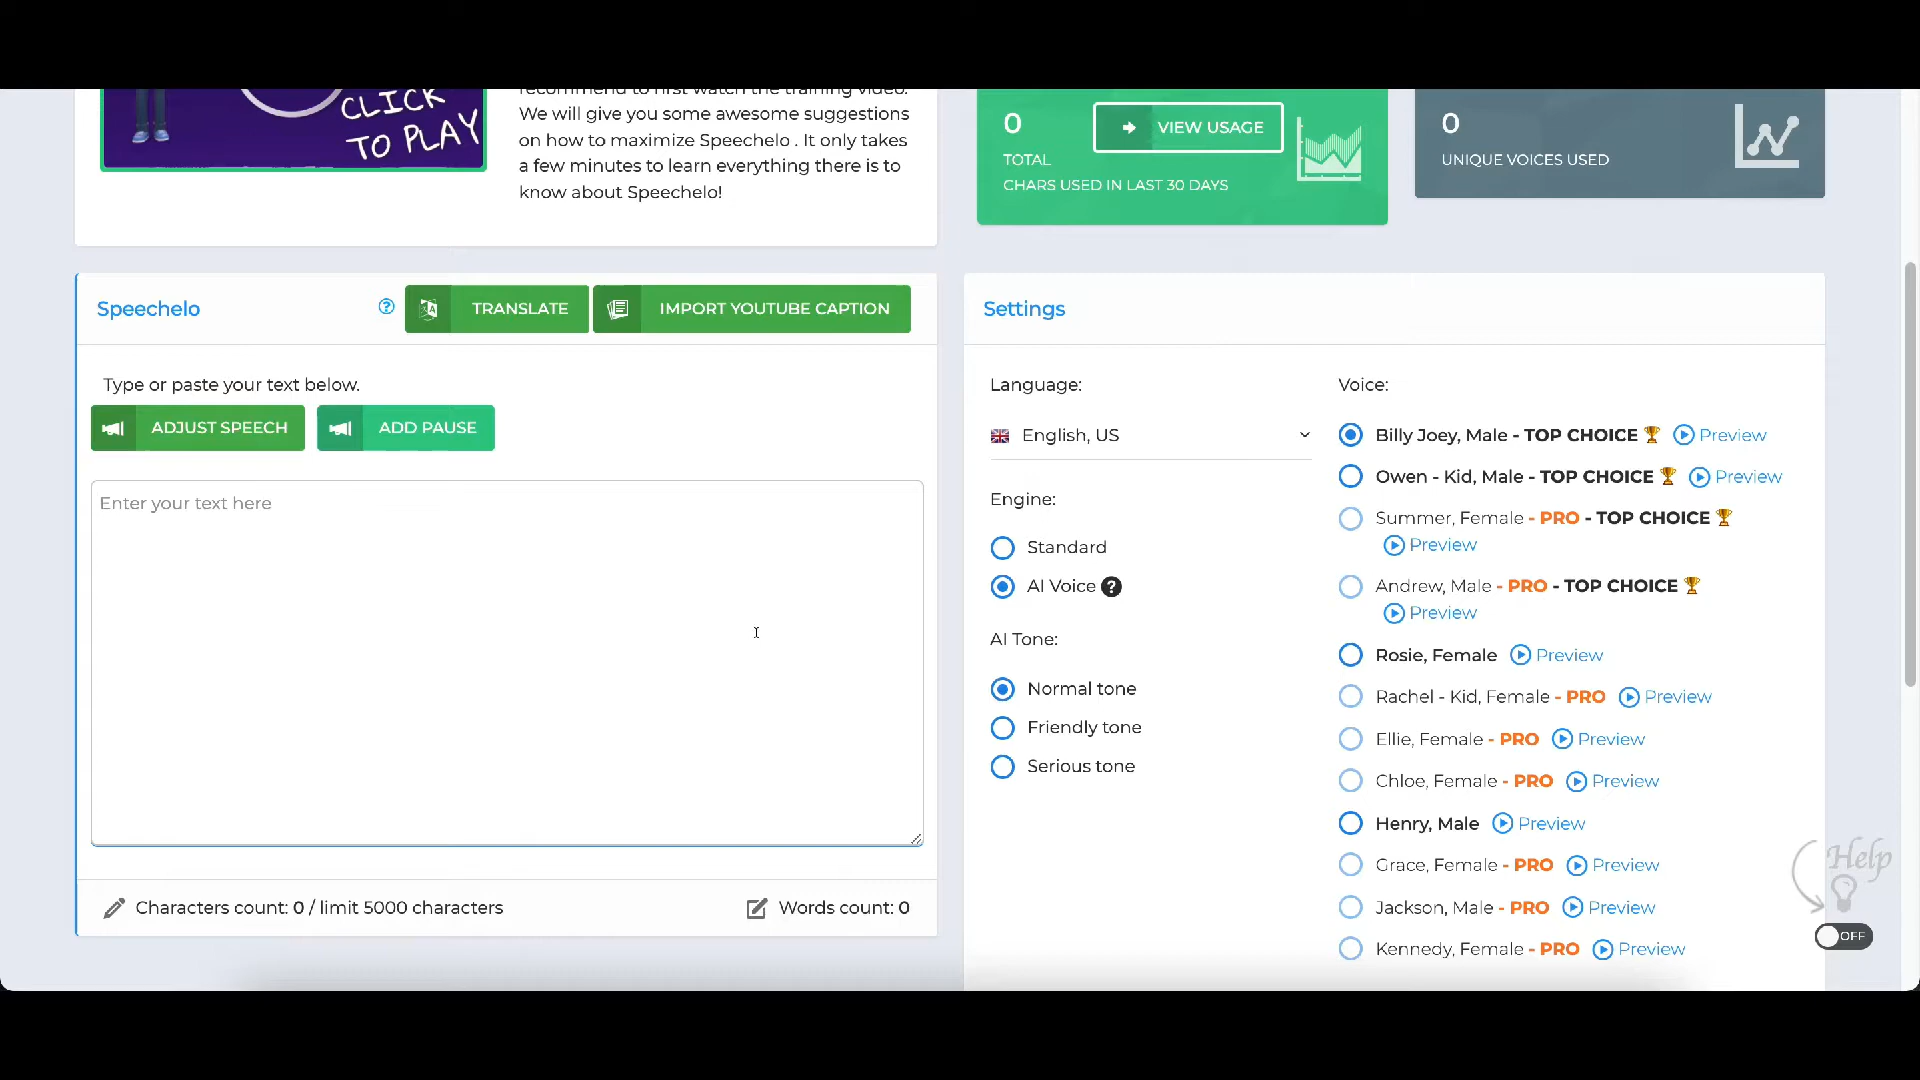 CLICK
TO PLAY
recommend to first watch the training video.
We will give you some awesome suggestions
on how to maximize Speechelo . It only takes
a few minutes to learn everything there is to
know about Speechelo!
0
VIEW USAGE
TOTAL
CHARS USED IN LAST 30 DAYS
0
UNIQUE VOICES USED
Speechelo
TRANSLATE
IMPORT YOUTUBE CAPTION
Type or paste your text below.
ADJUST SPEECH
ADD PAUSE
Enter your text here
Characters count: 0 / limit 5000 characters
Words count: 0
Settings
Language:
English, US
Engine:
Standard
AI Voice
AI Tone:
Normal tone
Friendly tone
Serious tone
Voice:
Billy Joey, Male - TOP CHOICE Preview
Owen - Kid, Male - TOP CHOICE Preview
Summer, Female - PRO - TOP CHOICE
Preview
Andrew, Male - PRO - TOP CHOICE
Preview
Rosie, Female Preview
Rachel - Kid, Female - PRO Preview
Ellie, Female - PRO Preview
Chloe, Female - PRO Preview
Henry, Male Preview
Grace, Female - PRO Preview
Jackson, Male - PRO Preview
Kennedy, Female - PRO Preview
Help
OFF